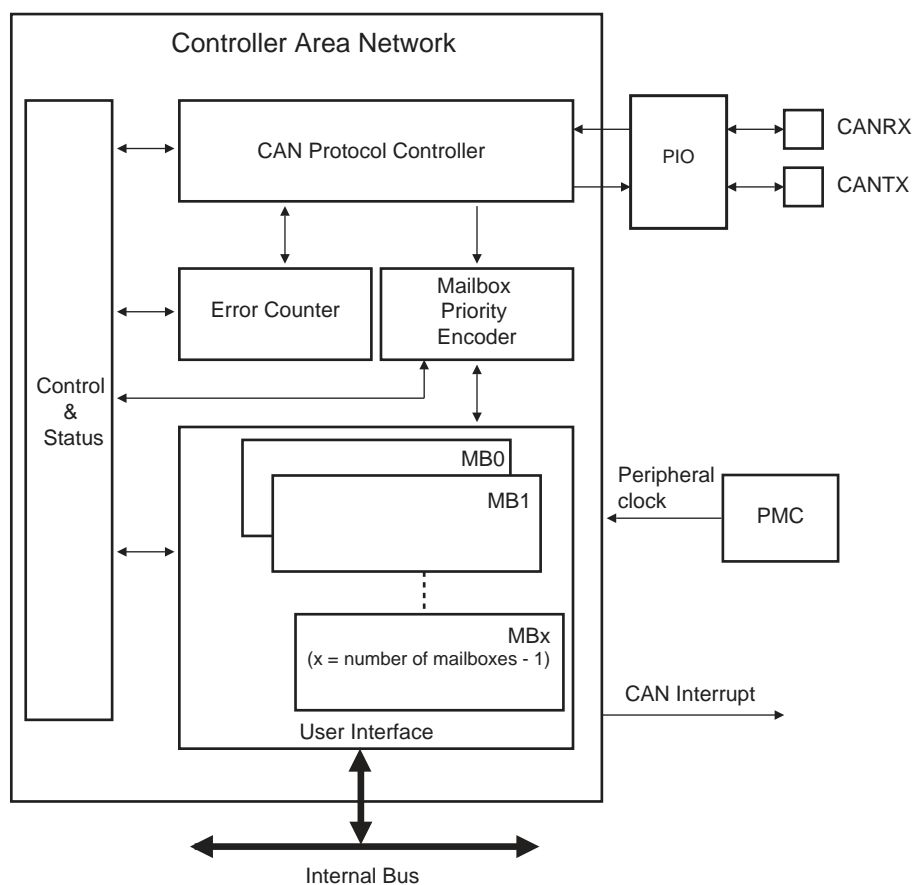 Controller Area Network
CAN Protocol Controller
PIO
CANRX
CANTX
Error Counter
Mailbox
Priority
Encoder
Control
&
Status
MB0
MB1
MBx
(x = number of mailboxes - 1)
User Interface
Peripheral
clock
PMC
CAN Interrupt
Internal Bus